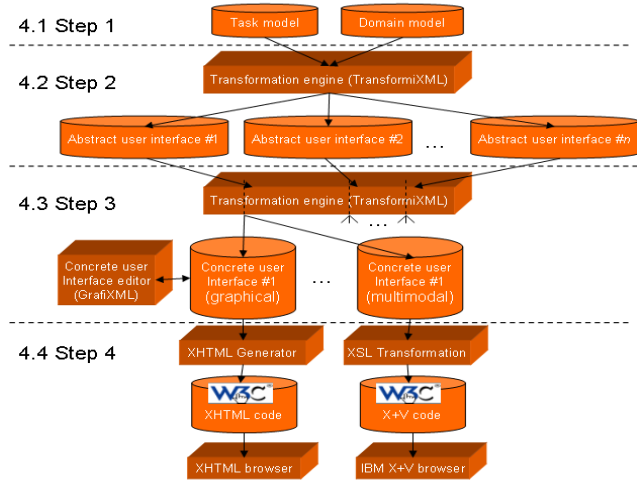 4.1 Step 1
Task model
Domain model
4.2 Step 2
Transformation engine (TransformiXML)
Abstract user interface #1
Abstract user interface #2
...
Abstract user interface #n
4.3 Step 3
Transformation engine (TransformiXML)
...
Concrete user
Interface editor
(GrafiXML)
Concrete user
Interface #1
(graphical)
...
Concrete user
Interface #1
(multimodal)
4.4 Step 4
XHTML Generator
XSL Transformation
W3C
XHTML code
W3C
X+V code
XHTML browser
IBM X+V browser